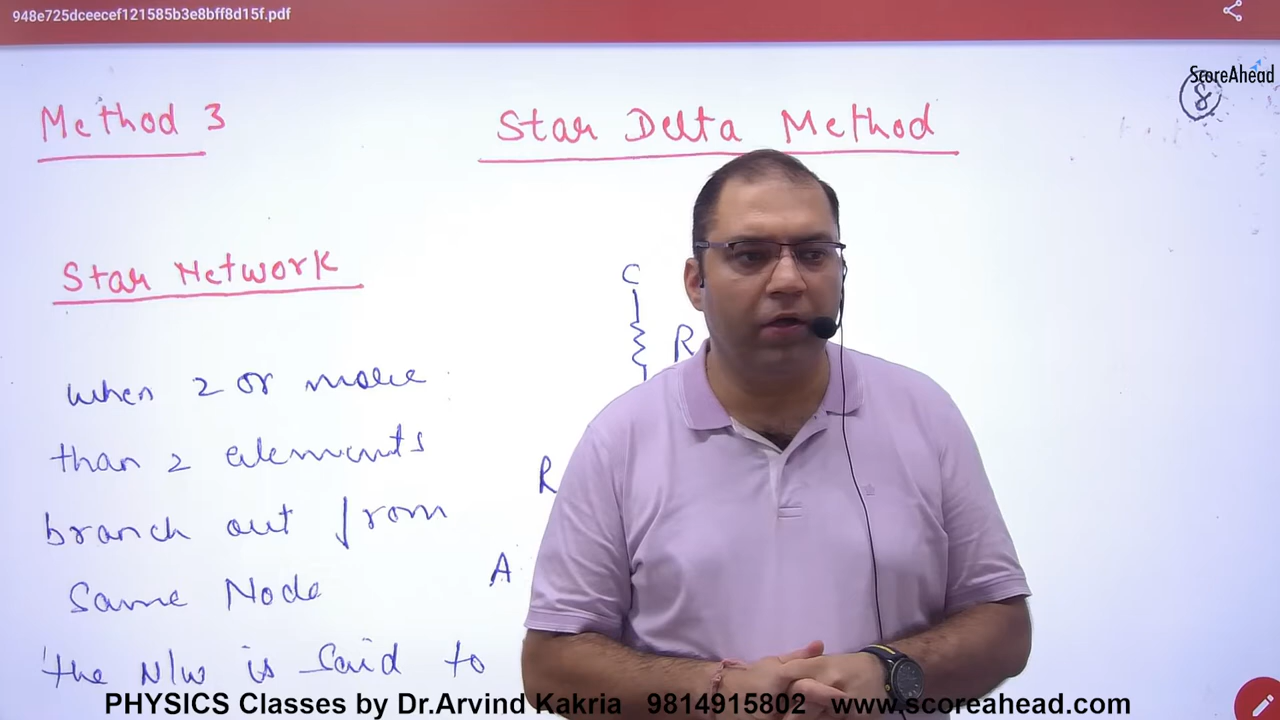 948e725dceecef121585b3e8bff8d15f.pdf
ScoreAhead
8
Method 3
Star Delta Method
Star Network
C
R
when 2 or more
than 2 elements
branch out from
R
A
Same Node
the N/W is Said to
PHYSICS Classes by Dr.Arvind Kakria 9814915802 www.scoreahead.com